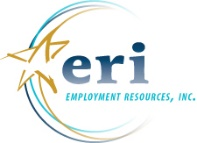 eri
EMPLOYMENT RESOURCES, INC.